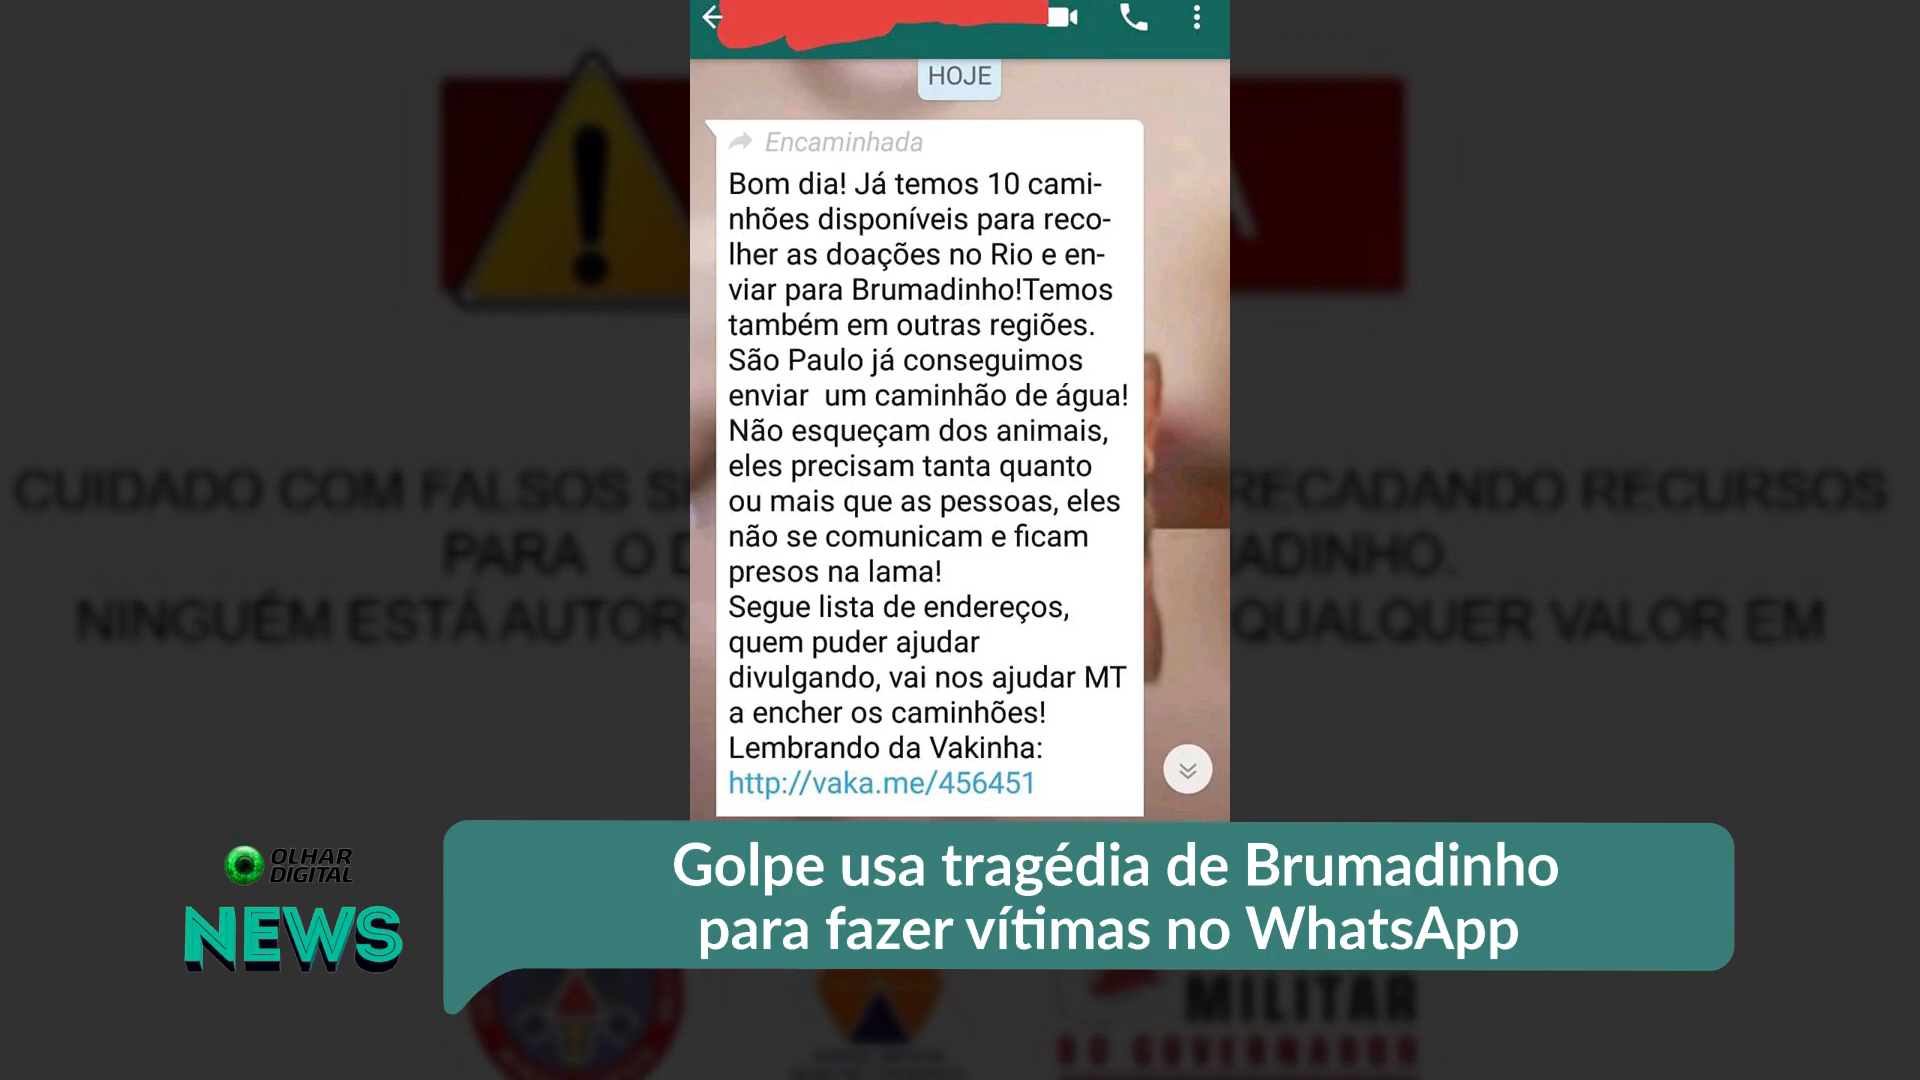 HOJE
Encaminhada
Bom dia! Já temos 10 cami-
nhões disponíveis para reco-
lher as doações no Rio e en-
viar para Brumadinho!Temos
também em outras regiões.
São Paulo já conseguimos
enviar  um caminhão de água!
Não esqueçam dos animais,
eles precisam tanta quanto
ou mais que as pessoas, eles
não se comunicam e ficam
presos na lama!
Segue lista de endereços,
quem puder ajudar
divulgando, vai nos ajudar MT
a encher os caminhões!
Lembrando da Vakinha:
http://vaka.me/456451
CUIDADO COM FALSOS RECADANDO RECURSOS
PARA O ADINHO.
NINGUÉM ESTÁ AUTOR QUALQUER VALOR EM
OLHAR
DIGITAL
NEWS
Golpe usa tragédia de Brumadinho
para fazer vítimas no WhatsApp
MILITAR
DO GOVERNADOR